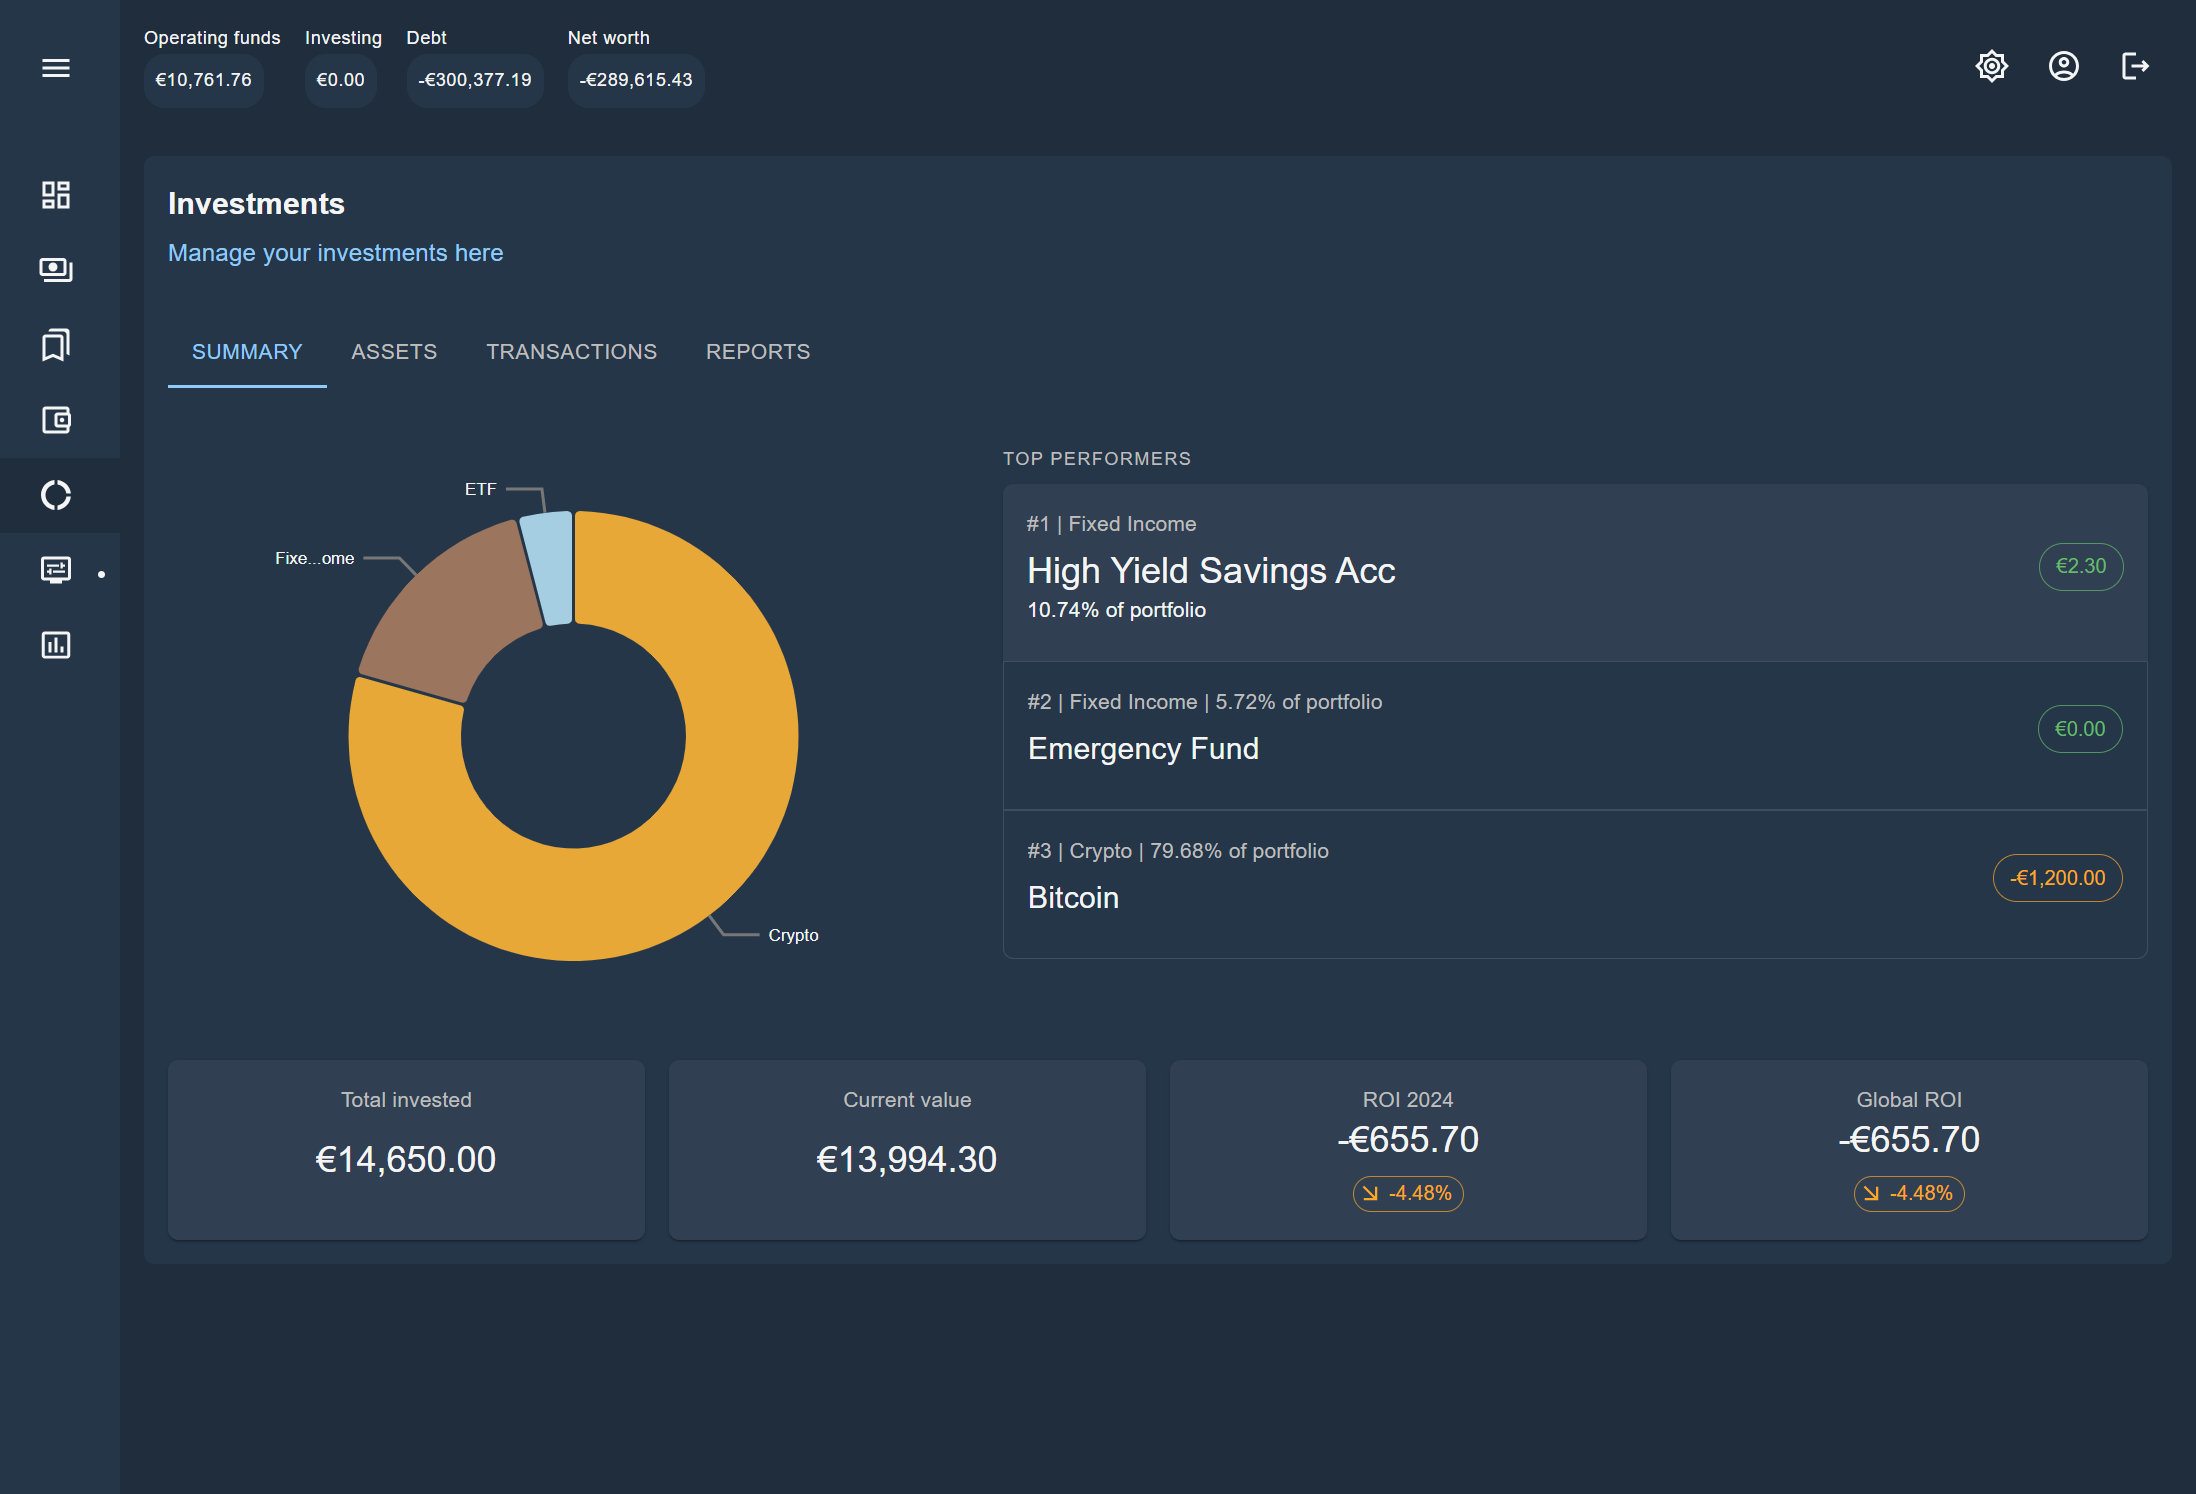 Operating funds
€10,761.76
Investing
€0.00
Debt
-€300,377.19
Net worth
-€289,615.43
Investments
Manage your investments here
SUMMARY
ASSETS
TRANSACTIONS
REPORTS
ETF
Fixe...ome
Crypto
TOP PERFORMERS
#1 | Fixed Income
High Yield Savings Acc
10.74% of portfolio
€2.30
#2 | Fixed Income | 5.72% of portfolio
Emergency Fund
€0.00
#3 | Crypto | 79.68% of portfolio
Bitcoin
-€1,200.00
Total invested
€14,650.00
Current value
€13,994.30
ROI 2024
-€655.70
-4.48%
Global ROI
-€655.70
-4.48%